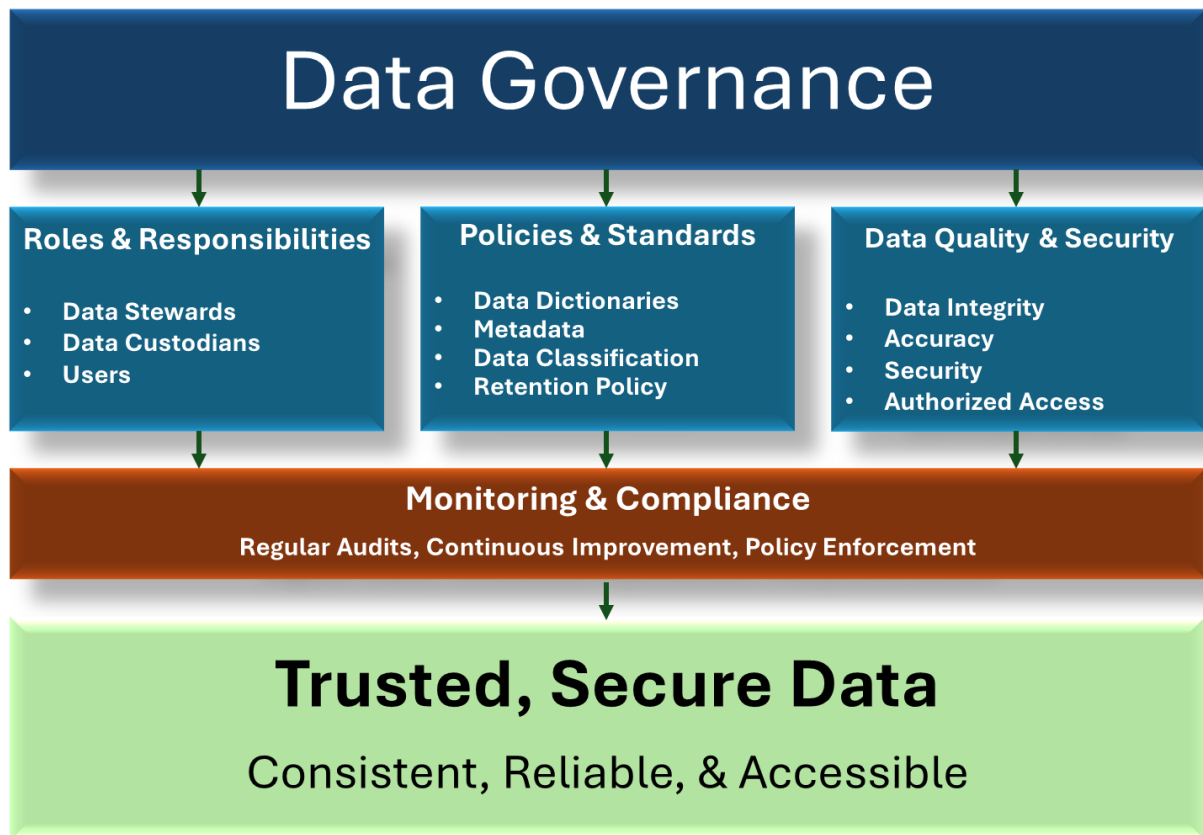 Data Governance
Roles & Responsibilities
• Data Stewards
• Data Custodians
• Users
Policies & Standards
• Data Dictionaries
• Metadata
• Data Classification
• Retention Policy
Data Quality & Security
• Data Integrity
• Accuracy
• Security
• Authorized Access
Monitoring & Compliance
Regular Audits, Continuous Improvement, Policy Enforcement
Trusted, Secure Data
Consistent, Reliable, & Accessible